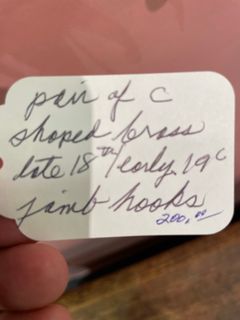 pair of C
shaped brass
late 18th/early 19c
jamb hooks
200.00